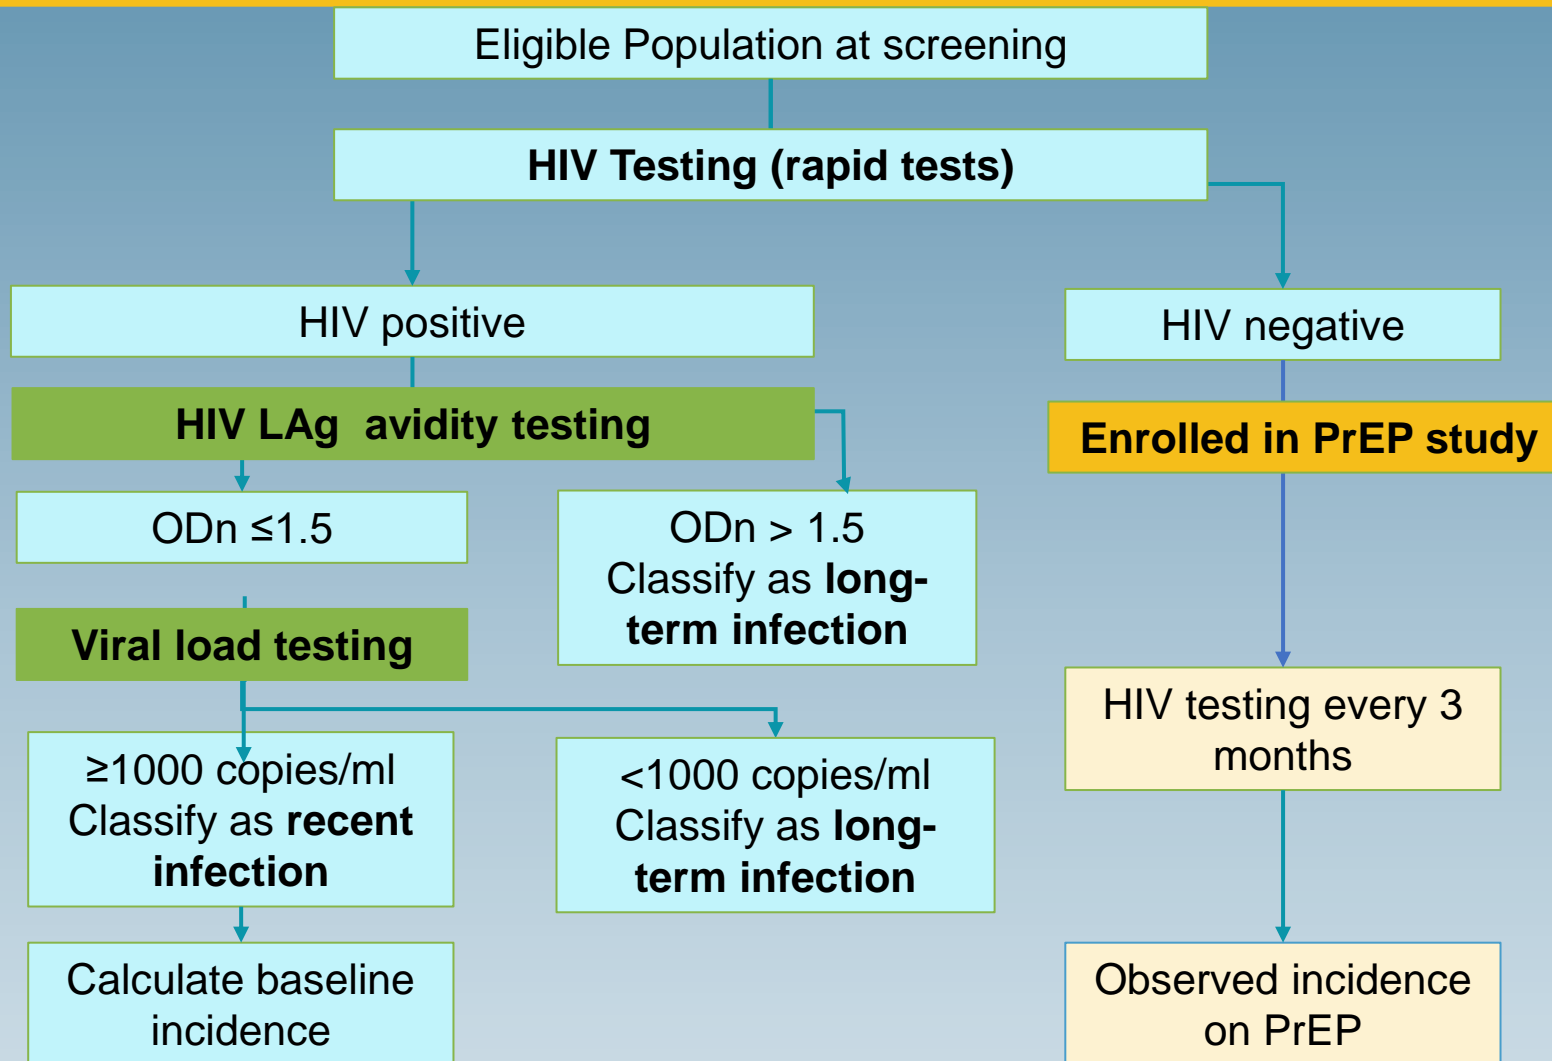 Eligible Population at screening
HIV Testing (rapid tests)
HIV positive
HIV negative
HIV LAg  avidity testing
Enrolled in PrEP study
ODn ≤1.5
ODn > 1.5
Classify as long-
term infection
Viral load testing
HIV testing every 3
months
≥1000 copies/ml
Classify as recent
infection
<1000 copies/ml
Classify as long-
term infection
Calculate baseline
incidence
Observed incidence
on PrEP